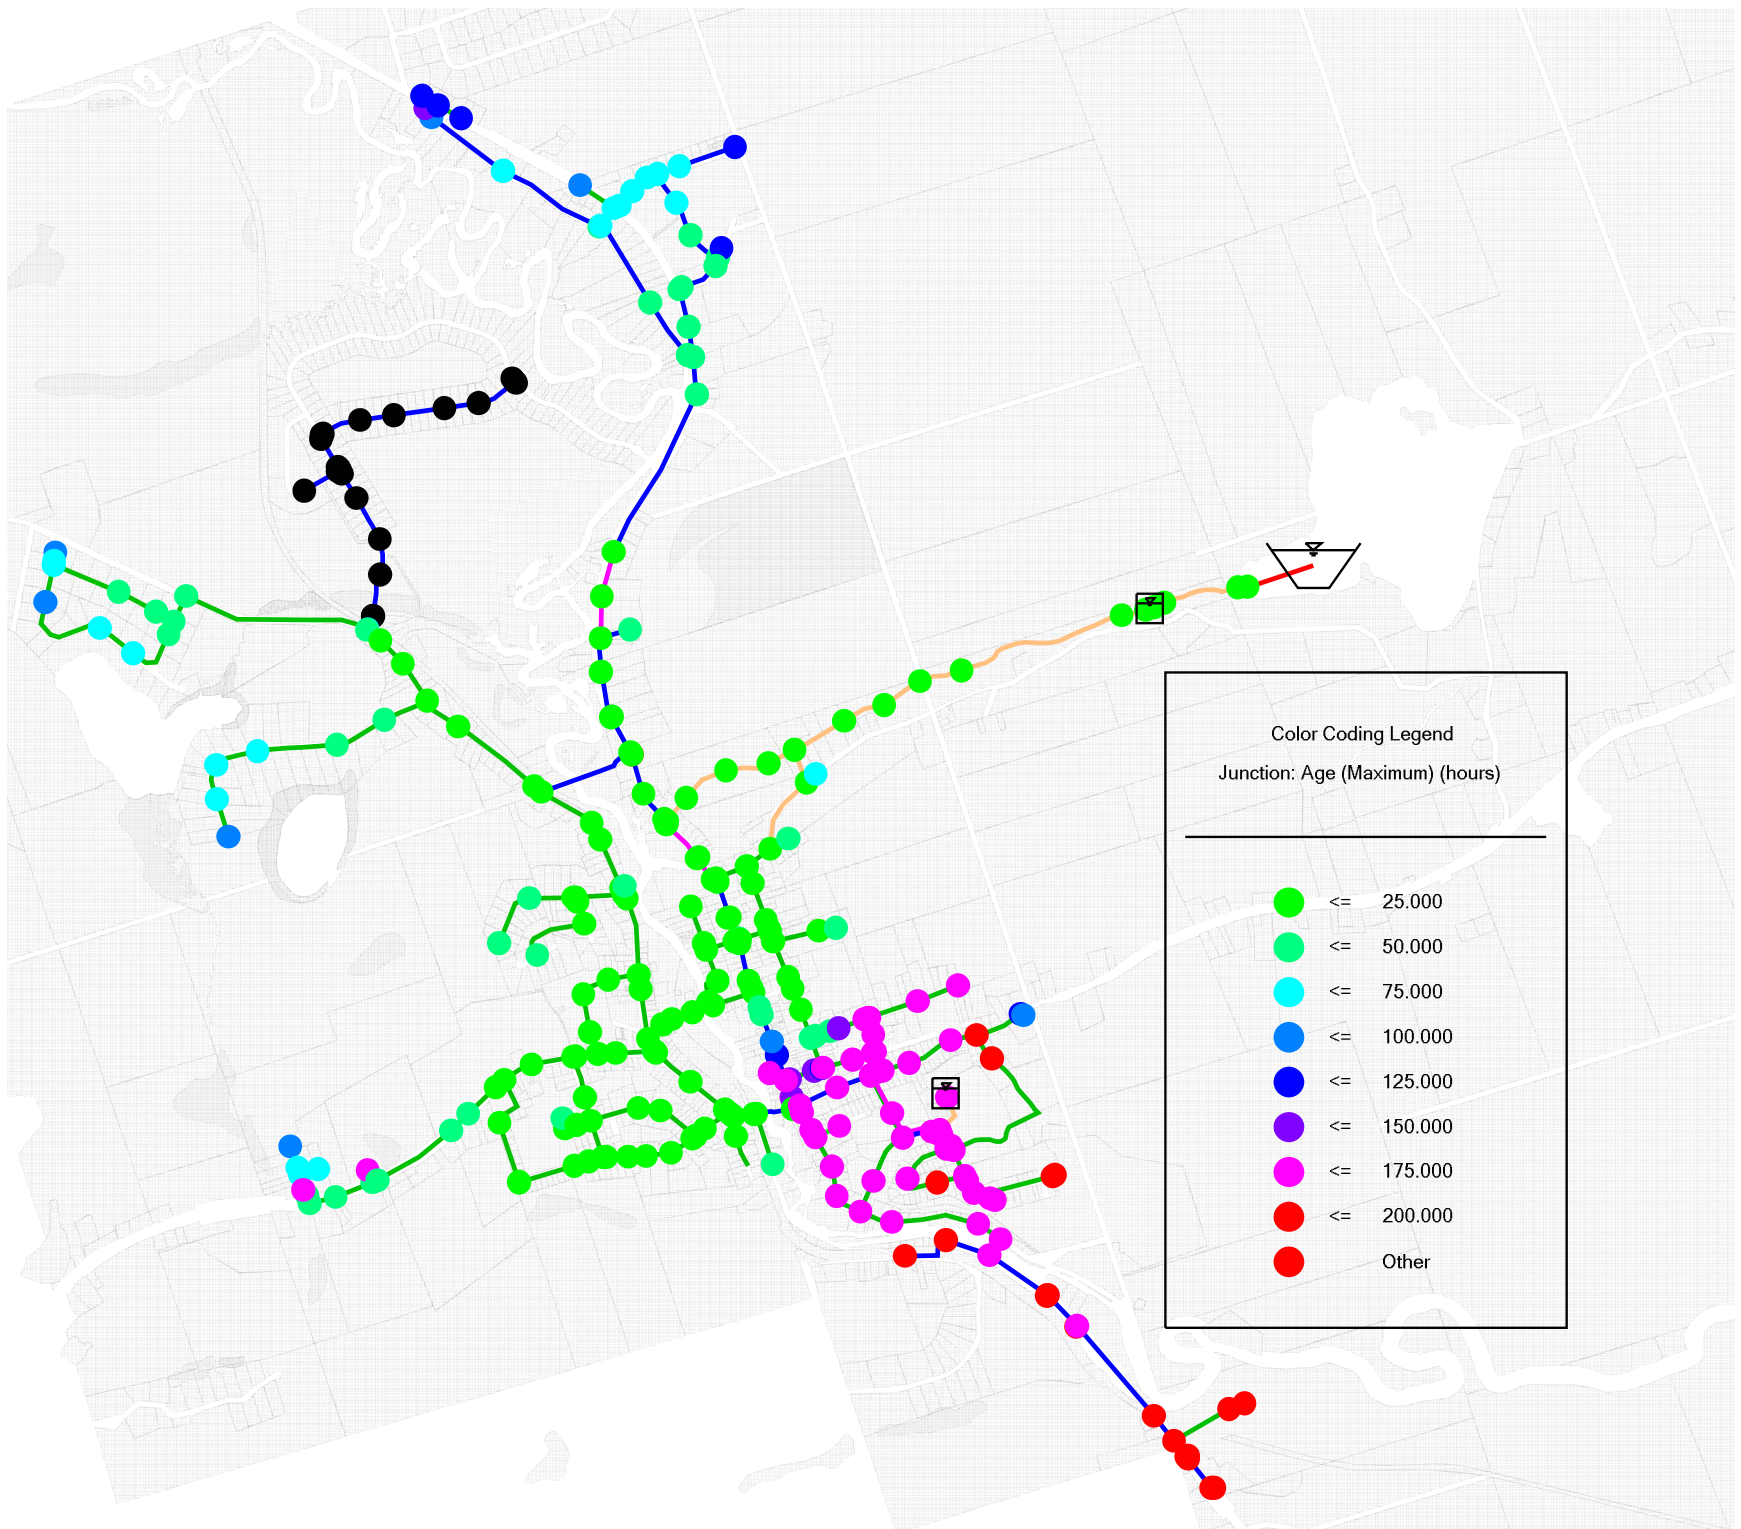 Color Coding Legend
Junction: Age (Maximum) (hours)
<= 25.000
<= 50.000
<= 75.000
<= 100.000
<= 125.000
<= 150.000
<= 175.000
<= 200.000
Other